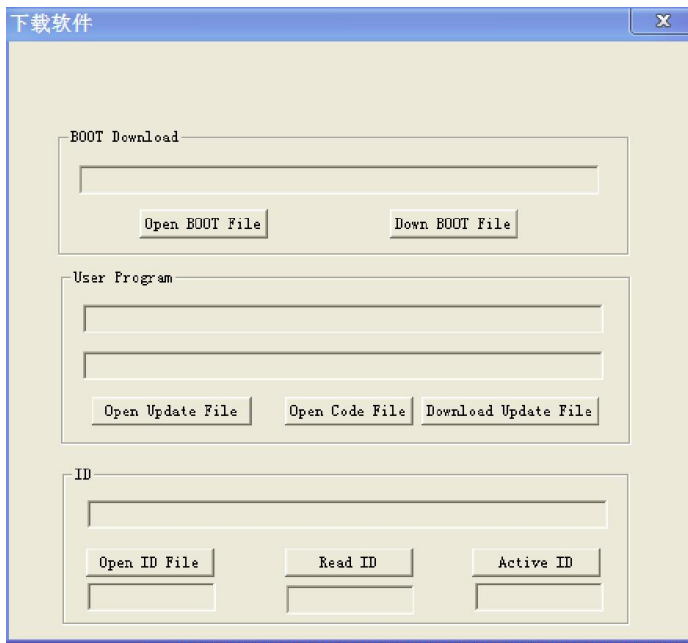 下载软件
BOOT Download
Open BOOT File Down BOOT File
User Program
Open Update File Open Code File Download Update File
ID
Open ID File Read ID Active ID